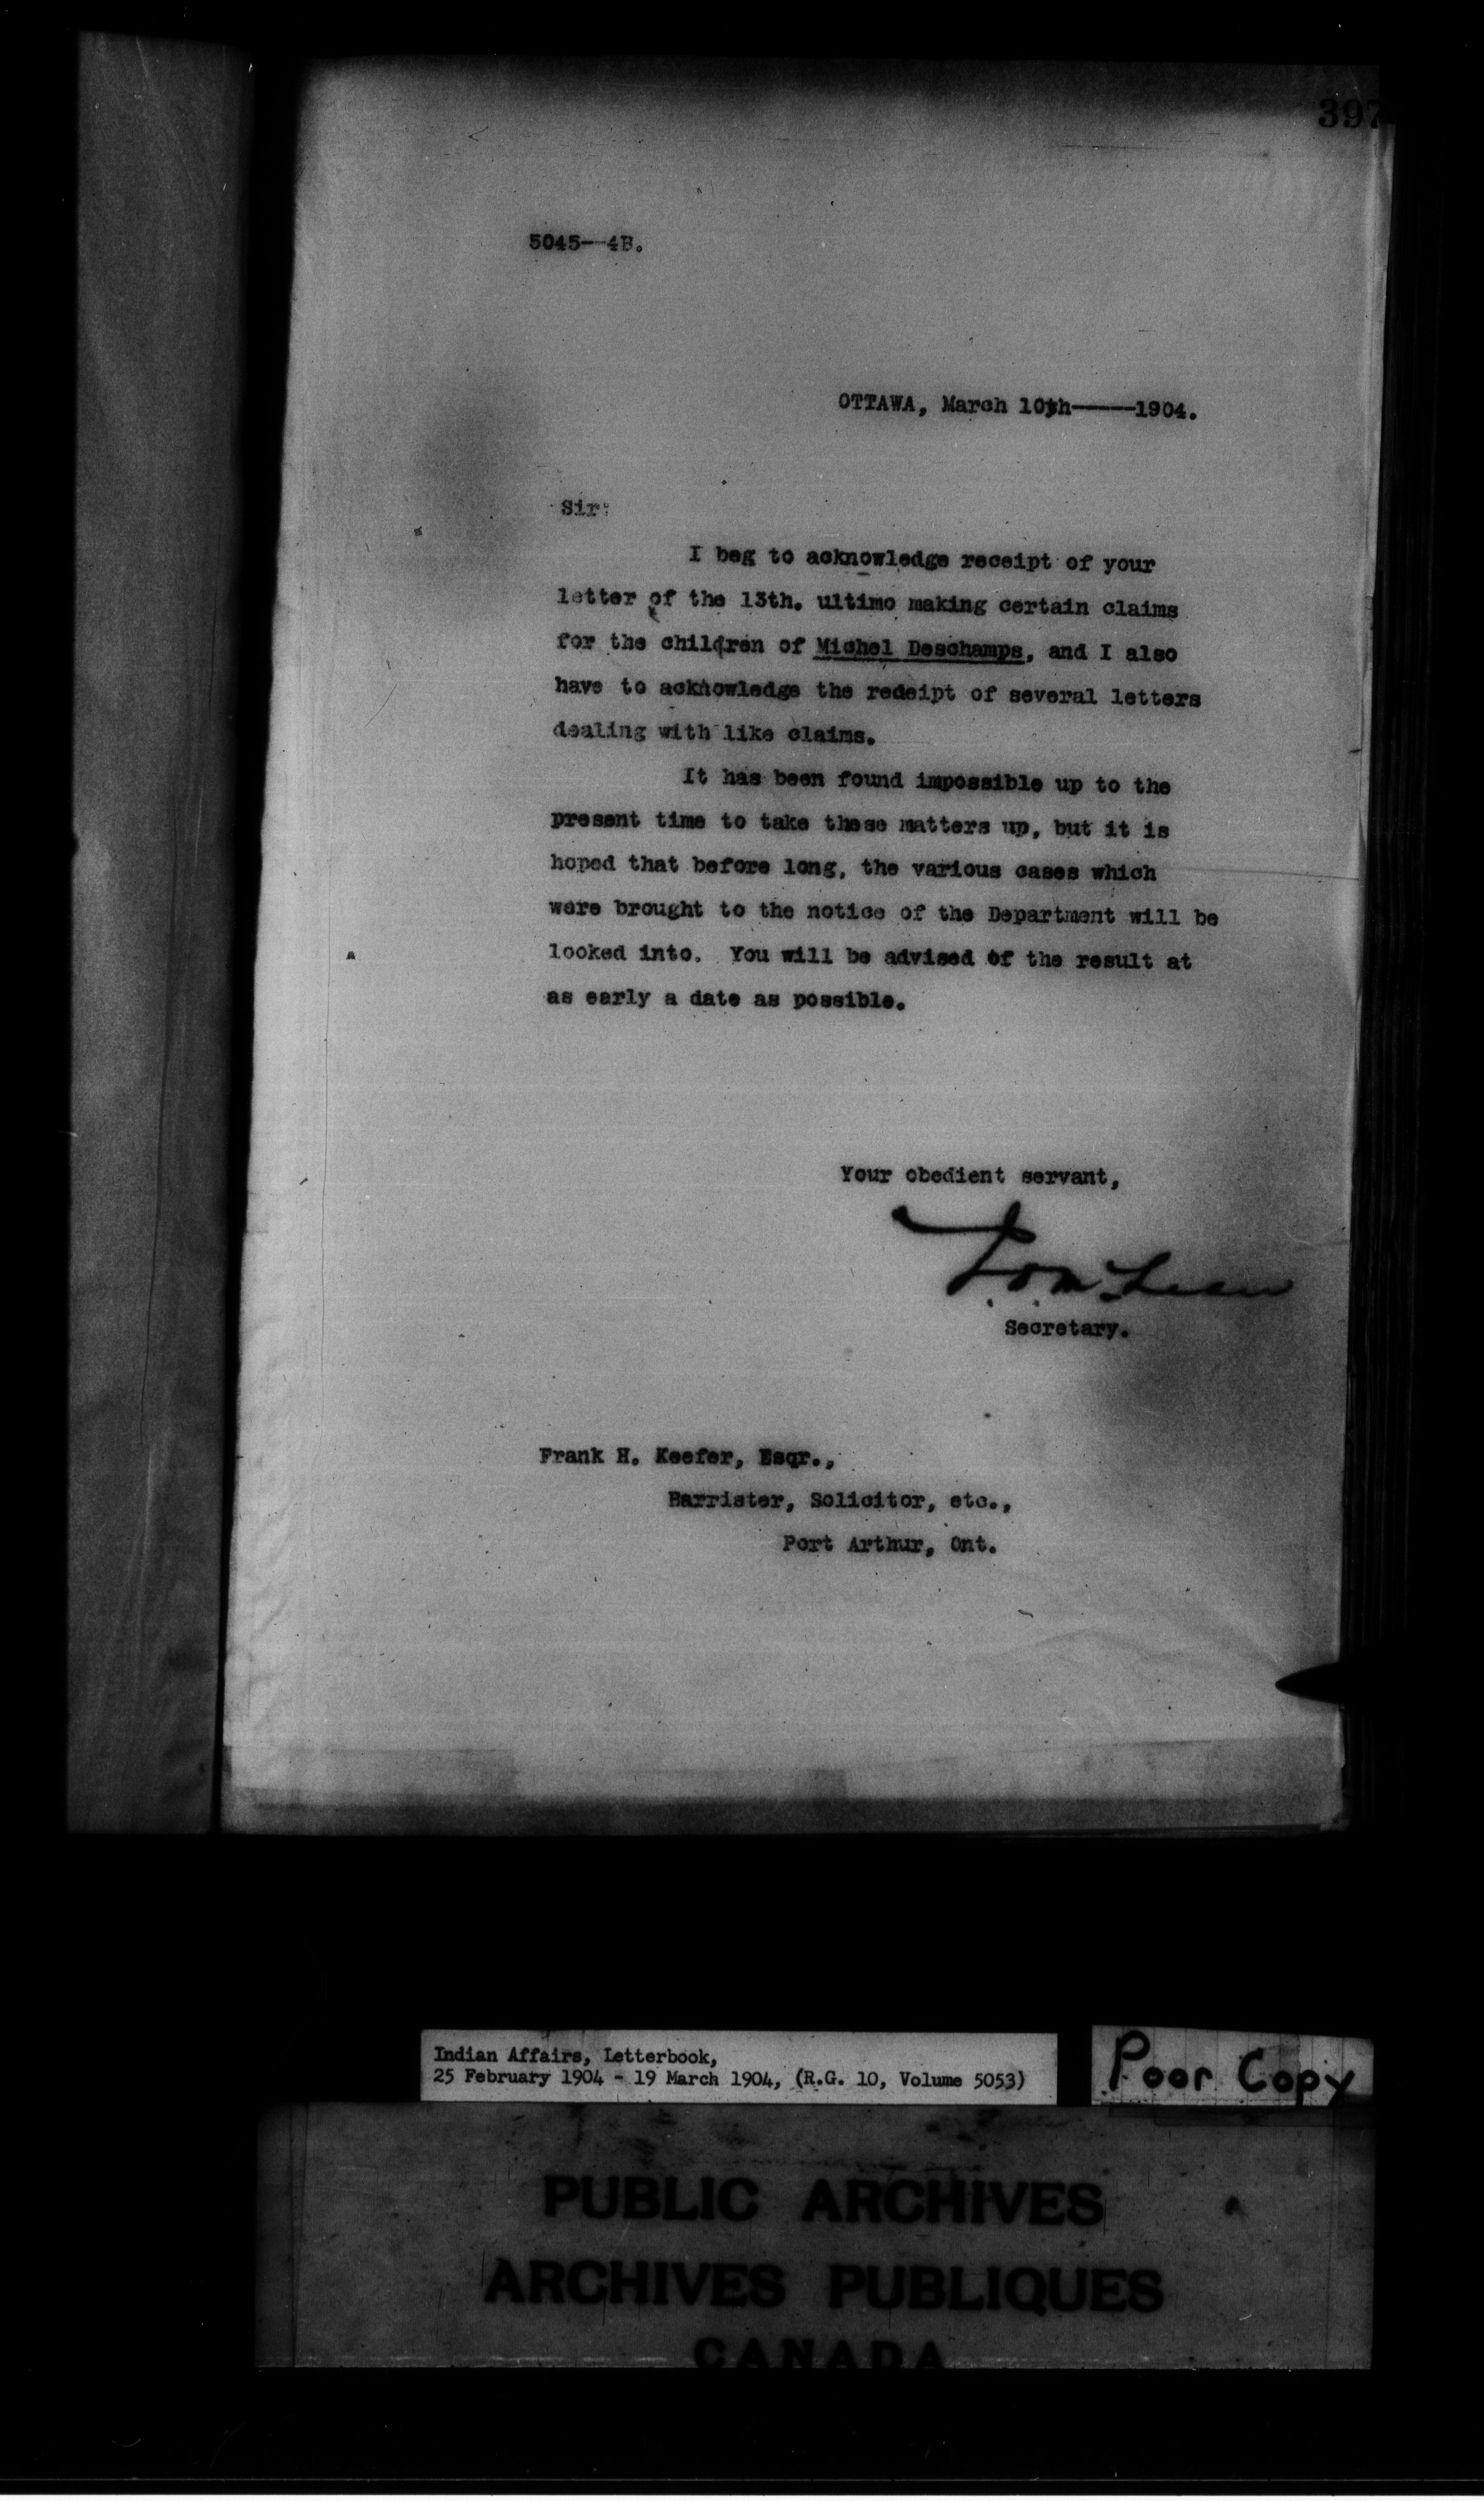 397
5045--4B.
OTTAWA, March 10th-----1904.
Sir:
I beg to acknowledge receipt of your
letter of the 13th. ultimo making certain claims
for the children of Michel Deschamps, and I also
have to acknowledge the redeipt of several letters
dealing with like claims.
It has been found impossible up to the
present time to take these matters up, but it is
hoped that before long, the various cases which
were brought to the notice of the Department will be
looked into. You will be advised of the result at
as early a date as possible.
Your obedient servant,
Secretary.
Frank H. Keefer, Esqr.,
Barrister, Solicitor, etc.,
Port Arthur, Ont.
Indian Affairs, Letterbook,
25 February 1904 - 19 March 1904, (R.G. 10, Volume 5053)
Poor Copy
PUBLIC ARCHIVES
ARCHIVES PUBLIQUES
CANADA